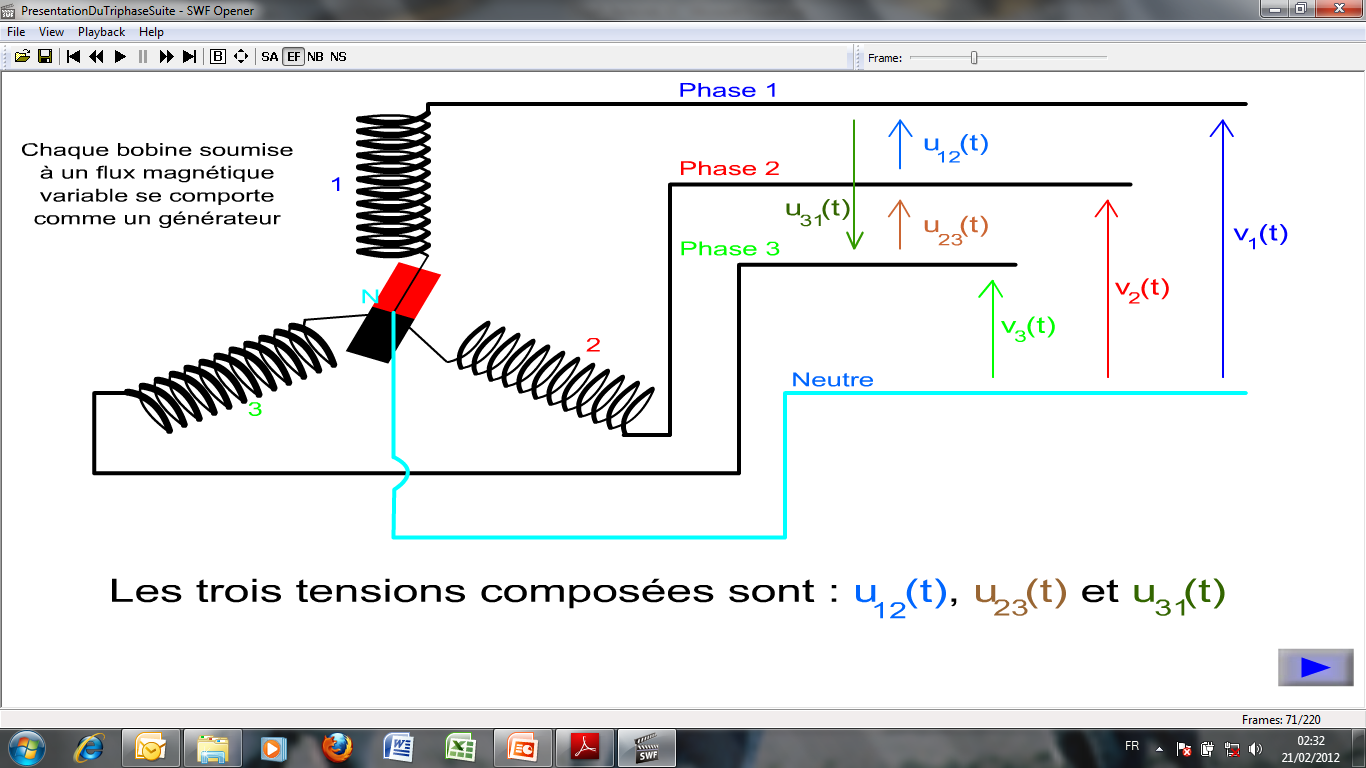 PresentationDuTriphaseSuite - SWF Opener
File View Playback Help
B SA EF NB NS Frame:
Phase 1
Chaque bobine soumise
à un flux magnétique
variable se comporte
comme un générateur
1
u12(t)
Phase 2
u31(t)
u23(t)
v1(t)
Phase 3
N
v2(t)
v3(t)
2
3
Neutre
Les trois tensions composées sont : u12(t), u23(t) et u31(t)
Frames: 71/220
SWF
FR
02:32
21/02/2012